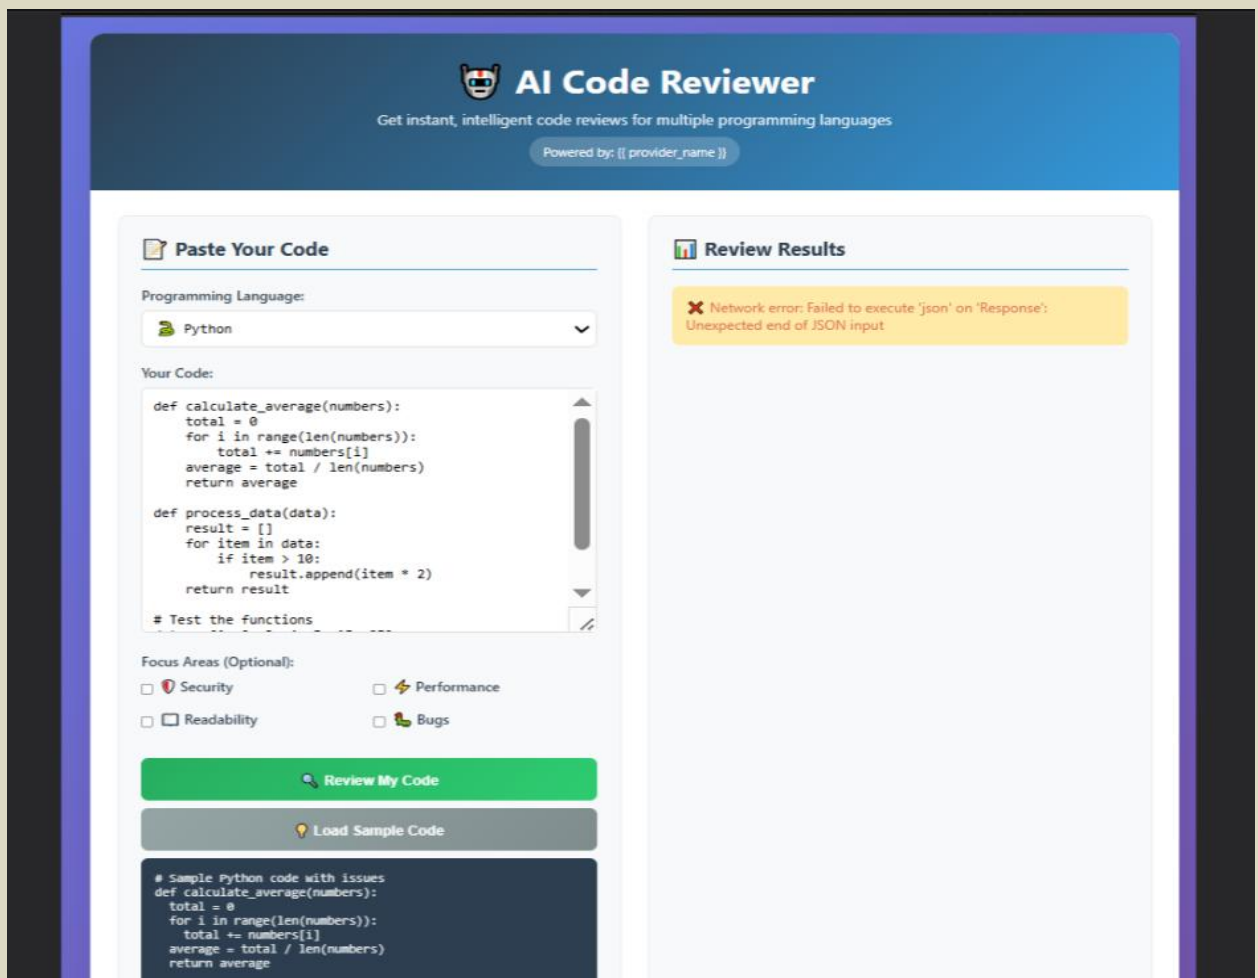 AI Code Reviewer
Get instant, intelligent code reviews for multiple programming languages
Powered by: {{ provider_name }}
Paste Your Code
Programming Language:
Python
Your Code:
def calculate_average(numbers):
    total = 0
    for i in range(len(numbers)):
        total += numbers[i]
    average = total / len(numbers)
    return average

def process_data(data):
    result = []
    for item in data:
        if item > 10:
            result.append(item * 2)
    return result

# Test the functions
Focus Areas (Optional):
Security
Performance
Readability
Bugs
Review My Code
Load Sample Code
# Sample Python code with issues
def calculate_average(numbers):
  total = 0
  for i in range(len(numbers)):
    total += numbers[i]
  average = total / len(numbers)
  return average
Review Results
Network error: Failed to execute 'json' on 'Response':
Unexpected end of JSON input